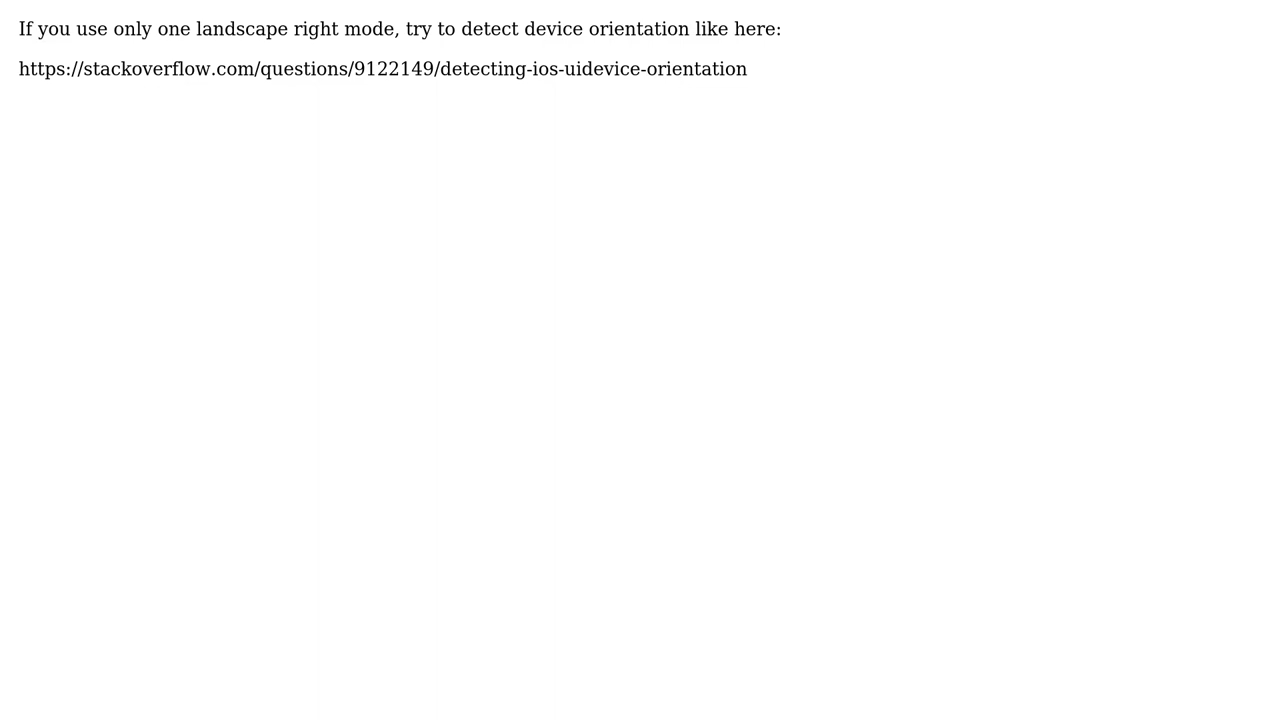 If you use only one landscape right mode, try to detect device orientation like here:
https://stackoverflow.com/questions/9122149/detecting-ios-uidevice-orientation